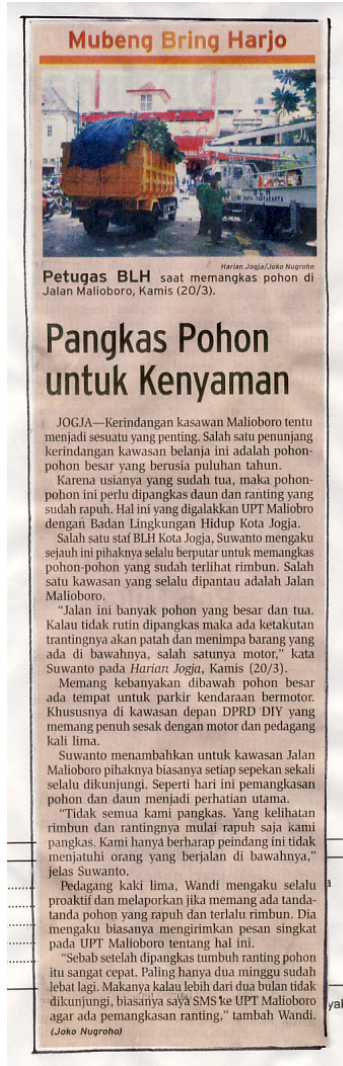 Mubeng Bring Harjo
Harian Jogja/Joko Nugroho
Petugas BLH saat memangkas pohon di
Jalan Malioboro, Kamis (20/3).
Pangkas Pohon
untuk Kenyaman
JOGJA—Kerindangan kasawan Malioboro tentu
menjadi sesuatu yang penting. Salah satu penunjang
kerindangan kawasan belanja ini adalah pohon-
pohon besar yang berusia puluhan tahun.
Karena usianya yang sudah tua, maka pohon-
pohon ini perlu dipangkas daun dan ranting yang
sudah rapuh. Hal ini yang digalakkan UPT Maliobro
dengan Badan Lingkungan Hidup Kota Jogja.
Salah satu staf BLH Kota Jogja, Suwanto mengaku
sejauh ini pihaknya selalu berputar untuk memangkas
pohon-pohon yang sudah terlihat rimbun. Salah
satu kawasan yang selalu dipantau adalah Jalan
Malioboro.
"Jalan ini banyak pohon yang besar dan tua.
Kalau tidak rutin dipangkas maka ada ketakutan
trantingnya akan patah dan menimpa barang yang
ada di bawahnya, salah satunya motor," kata
Suwanto pada Harian Jogja, Kamis (20/3).
Memang kebanyakan dibawah pohon besar
ada tempat untuk parkir kendaraan bermotor.
Khususnya di kawasan depan DPRD DIY yang
memang penuh sesak dengan motor dan pedagang
kali lima.
Suwanto menambahkan untuk kawasan Jalan
Malioboro pihaknya biasanya setiap sepekan sekali
selalu dikunjungi. Seperti hari ini pemangkasan
pohon dan daun menjadi perhatian utama.
"Tidak semua kami pangkas. Yang kelihatan
rimbun dan rantingnya mulai rapuh saja kami
pangkas. Kami hanya berharap peindang ini tidak
menjatuhi orang yang berjalan di bawahnya,"
jelas Suwanto.
Pedagang kaki lima, Wandi mengaku selalu
proaktif dan melaporkan jika memang ada tanda-
tanda pohon yang rapuh dan terlalu rimbun. Dia
mengaku biasanya mengirimkan pesan singkat
pada UPT Malioboro tentang hal ini.
"Sebab setelah dipangkas tumbuh ranting pohon
itu sangat cepat. Paling hanya dua minggu sudah
lebat lagi. Makanya kalau lebih dari dua bulan tidak
dikunjungi, biasanya saya SMS ke UPT Malioboro
agar ada pemangkasan ranting," tambah Wandi.
(Joko Nugroho)